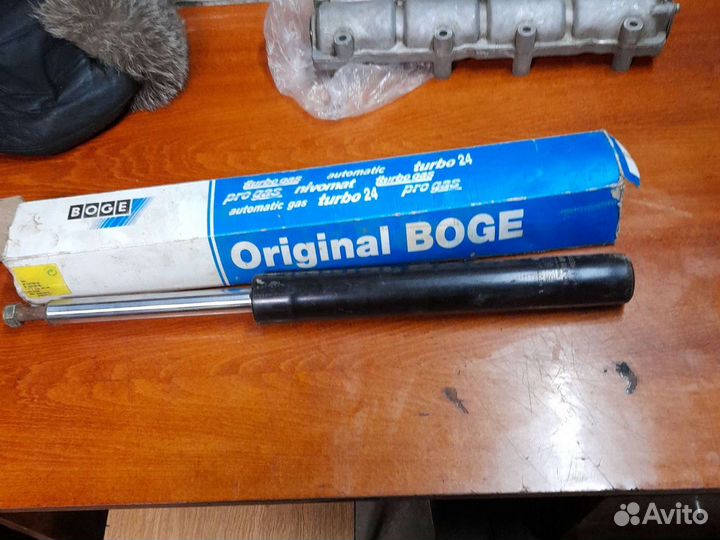 BOGE
automatic
turbo 24
turbo gas
nivomat
turbo gas
pro gas
turbo 24
pro gas
automatic gas
Original BOGE
Avito